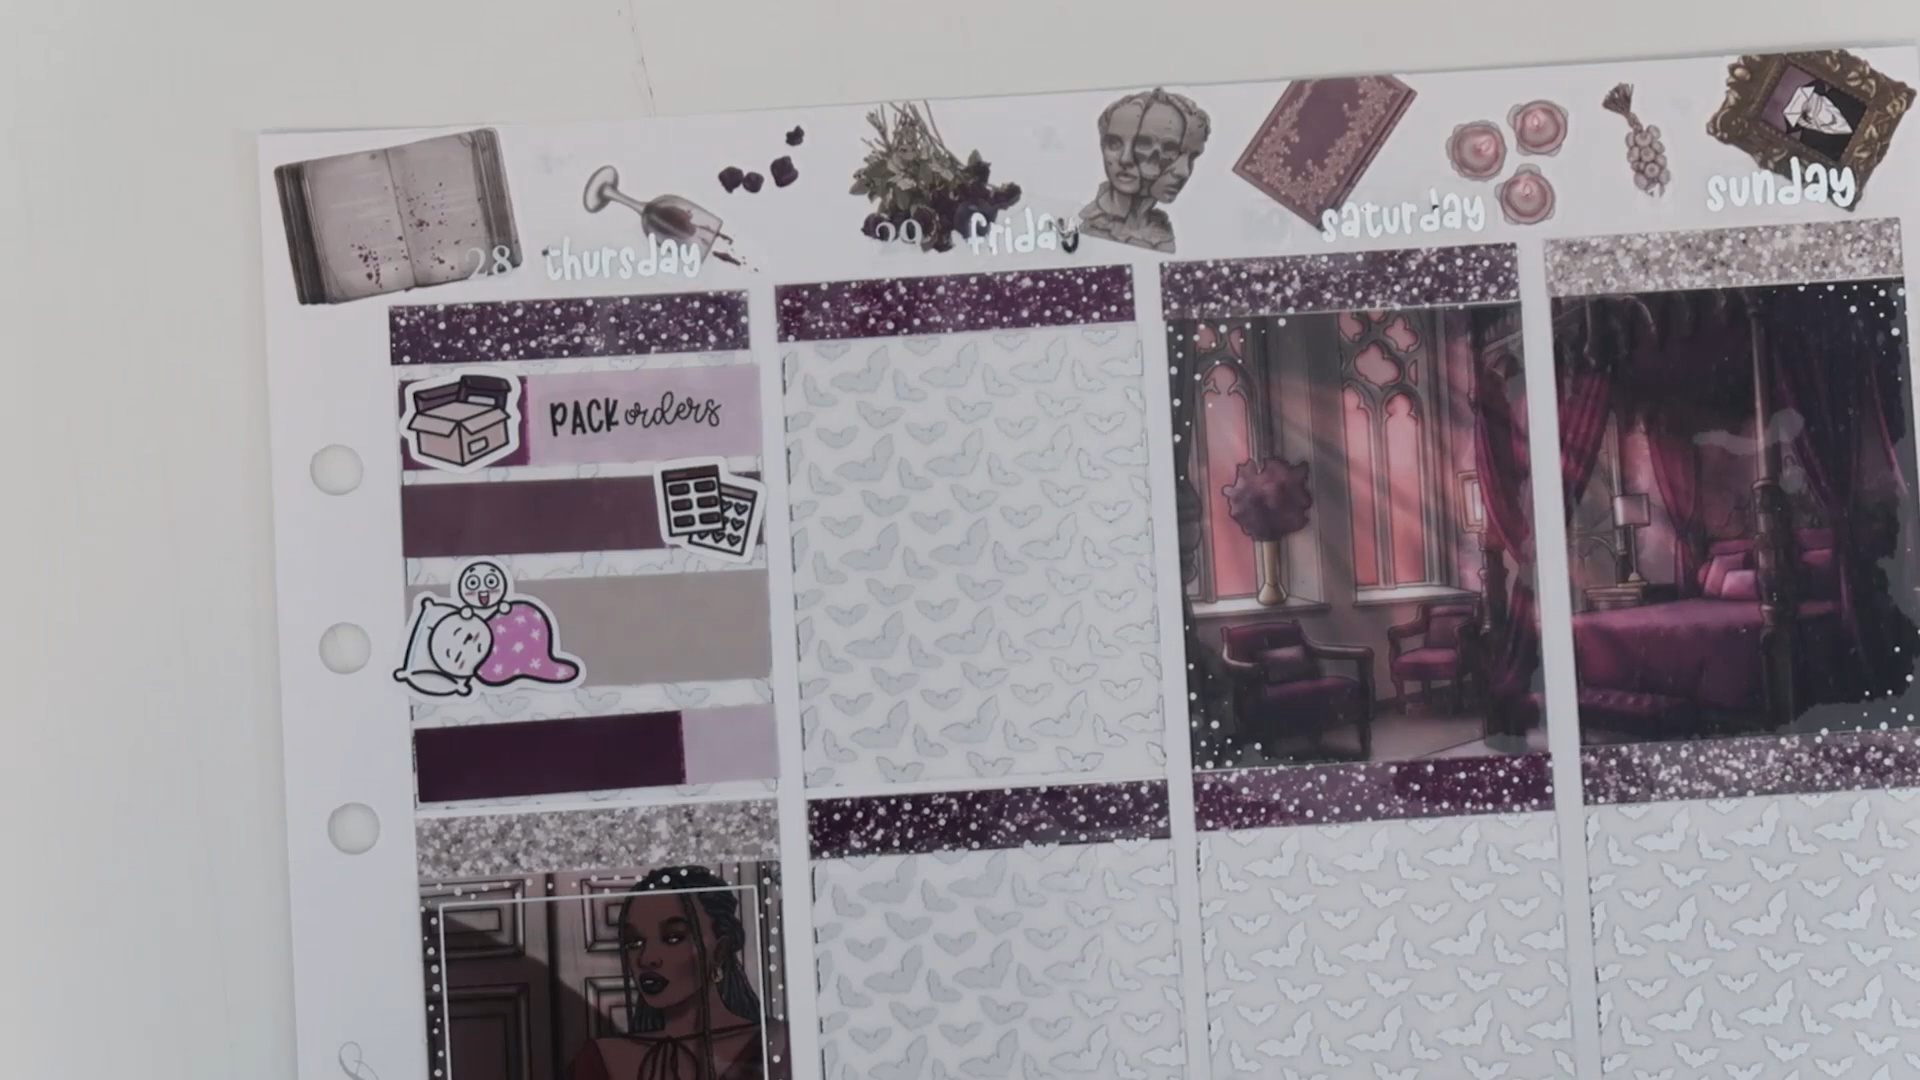 28 thursday
29 friday
saturday
sunday
PACK orders